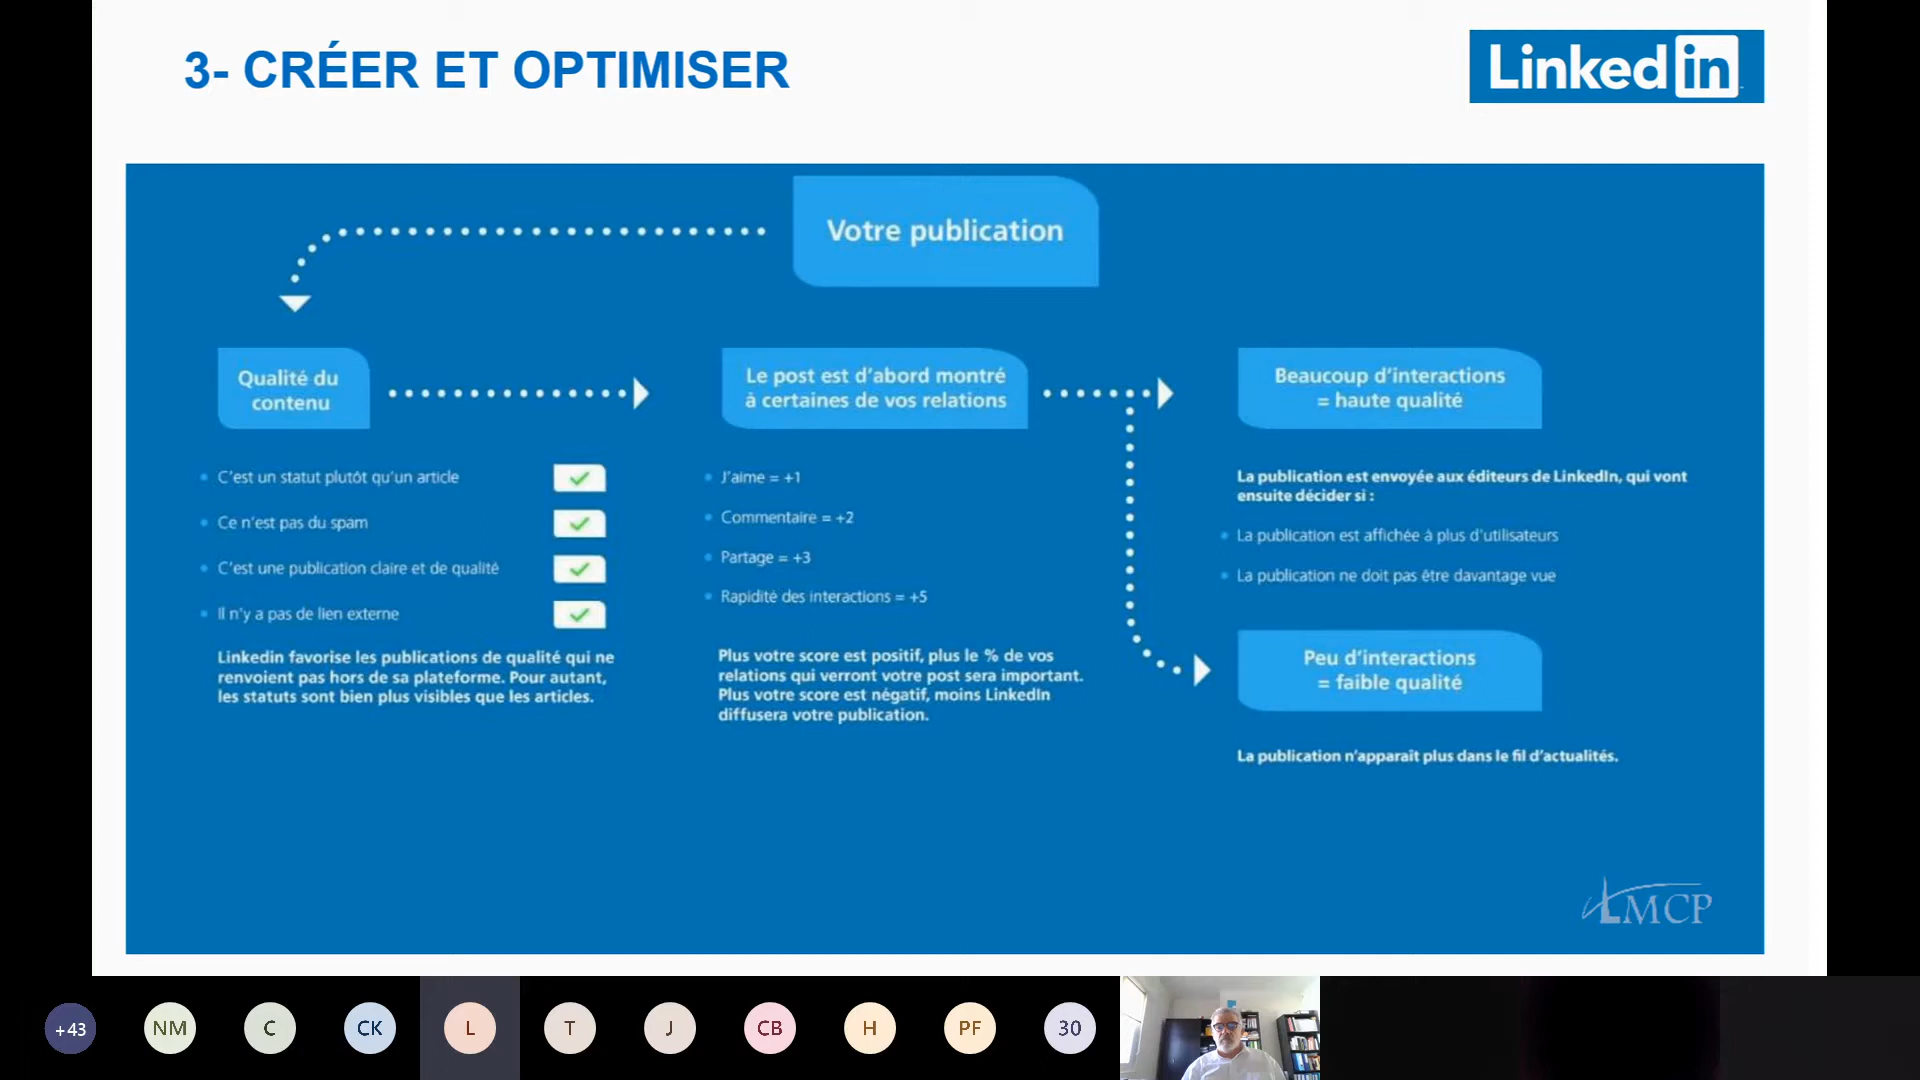 3- CRÉER ET OPTIMISER
Linkedin
Votre publication
Qualité du
contenu
C'est un statut plutôt qu'un article
Ce n'est pas du spam
C'est une publication claire et de qualité
Il n'y a pas de lien externe
Linkedin favorise les publications de qualité qui ne
renvoient pas hors de sa plateforme. Pour autant,
les statuts sont bien plus visibles que les articles.
Le post est d'abord montré
à certaines de vos relations
J'aime = +1
Commentaire = +2
Partage = +3
Rapidité des interactions = +5
Plus votre score est positif, plus le % de vos
relations qui verront votre post sera important.
Plus votre score est négatif, moins LinkedIn
diffusera votre publication.
Beaucoup d'interactions
= haute qualité
La publication est envoyée aux éditeurs de LinkedIn, qui vont
ensuite décider si :
La publication est affichée à plus d'utilisateurs
La publication ne doit pas être davantage vue
Peu d'interactions
= faible qualité
La publication n'apparaît plus dans le fil d'actualités.
MCP
+43
NM
C
CK
L
T
J
CB
H
PF
30